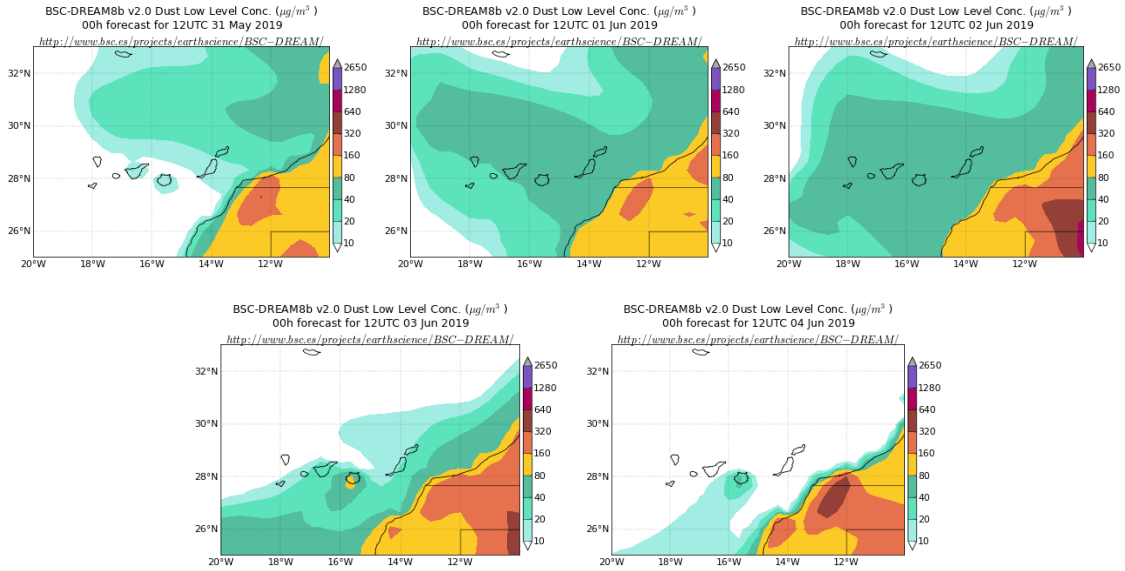 BSC-DREAM8b v2.0 Dust Low Level Conc. (μg/m³ )
00h forecast for 12UTC 31 May 2019
http://www.bsc.es/projects/earthscience/BSC−DREAM/
32°N
30°N
28°N
26°N
20°W 18°W 16°W 14°W 12°W
2650
1280
640
320
160
80
40
20
10
BSC-DREAM8b v2.0 Dust Low Level Conc. (μg/m³ )
00h forecast for 12UTC 01 Jun 2019
http://www.bsc.es/projects/earthscience/BSC−DREAM/
32°N
30°N
28°N
26°N
20°W 18°W 16°W 14°W 12°W
2650
1280
640
320
160
80
40
20
10
BSC-DREAM8b v2.0 Dust Low Level Conc. (μg/m³ )
00h forecast for 12UTC 02 Jun 2019
http://www.bsc.es/projects/earthscience/BSC−DREAM/
32°N
30°N
28°N
26°N
20°W 18°W 16°W 14°W 12°W
2650
1280
640
320
160
80
40
20
10
BSC-DREAM8b v2.0 Dust Low Level Conc. (μg/m³ )
00h forecast for 12UTC 03 Jun 2019
http://www.bsc.es/projects/earthscience/BSC−DREAM/
32°N
30°N
28°N
26°N
20°W 18°W 16°W 14°W 12°W
2650
1280
640
320
160
80
40
20
10
BSC-DREAM8b v2.0 Dust Low Level Conc. (μg/m³ )
00h forecast for 12UTC 04 Jun 2019
http://www.bsc.es/projects/earthscience/BSC−DREAM/
32°N
30°N
28°N
26°N
20°W 18°W 16°W 14°W 12°W
2650
1280
640
320
160
80
40
20
10